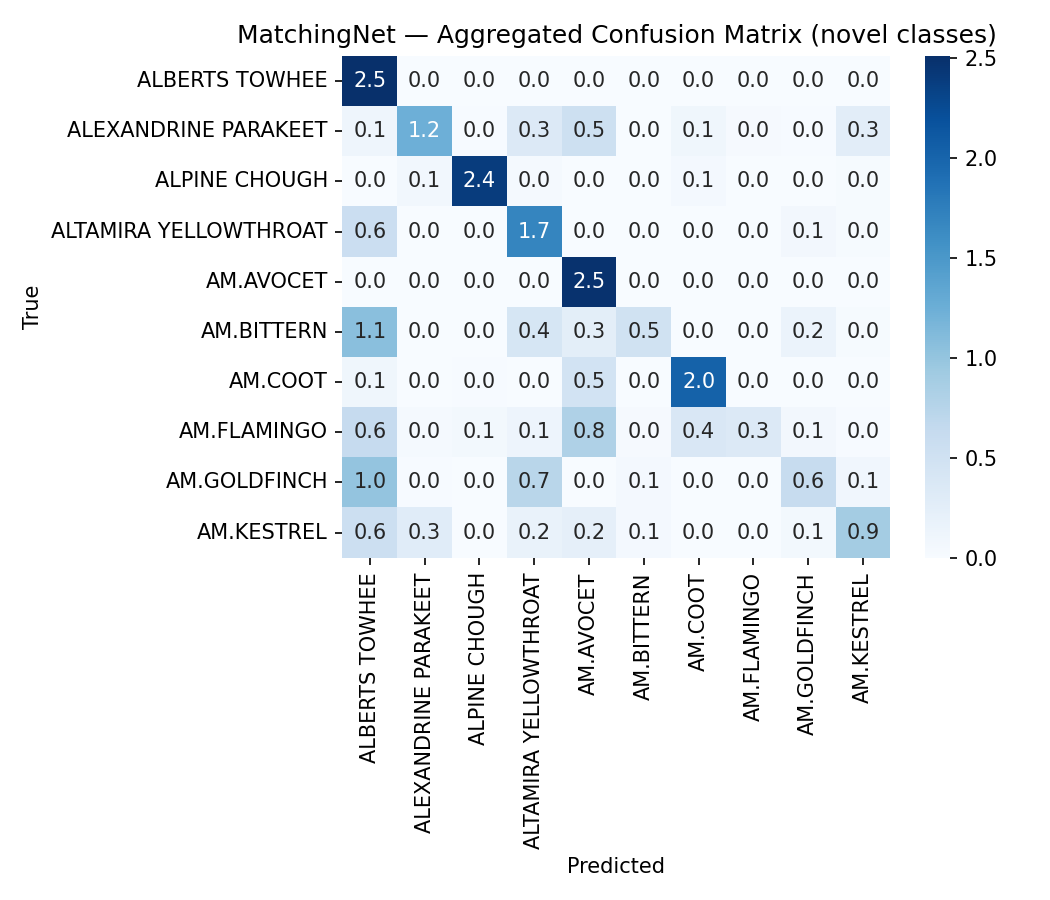 MatchingNet — Aggregated Confusion Matrix (novel classes)
True
ALBERTS TOWHEE 2.5 0.0 0.0 0.0 0.0 0.0 0.0 0.0 0.0 0.0
ALEXANDRINE PARAKEET 0.1 1.2 0.0 0.3 0.5 0.0 0.1 0.0 0.0 0.3
ALPINE CHOUGH 0.0 0.1 2.4 0.0 0.0 0.0 0.1 0.0 0.0 0.0
ALTAMIRA YELLOWTHROAT 0.6 0.0 0.0 1.7 0.0 0.0 0.0 0.0 0.1 0.0
AM.AVOCET 0.0 0.0 0.0 0.0 2.5 0.0 0.0 0.0 0.0 0.0
AM.BITTERN 1.1 0.0 0.0 0.4 0.3 0.5 0.0 0.0 0.2 0.0
AM.COOT 0.1 0.0 0.0 0.0 0.5 0.0 2.0 0.0 0.0 0.0
AM.FLAMINGO 0.6 0.0 0.1 0.1 0.8 0.0 0.4 0.3 0.1 0.0
AM.GOLDFINCH 1.0 0.0 0.0 0.7 0.0 0.1 0.0 0.0 0.6 0.1
AM.KESTREL 0.6 0.3 0.0 0.2 0.2 0.1 0.0 0.0 0.1 0.9
ALBERTS TOWHEE
ALEXANDRINE PARAKEET
ALPINE CHOUGH
ALTAMIRA YELLOWTHROAT
AM.AVOCET
AM.BITTERN
AM.COOT
AM.FLAMINGO
AM.GOLDFINCH
AM.KESTREL
Predicted
2.5
2.0
1.5
1.0
0.5
0.0